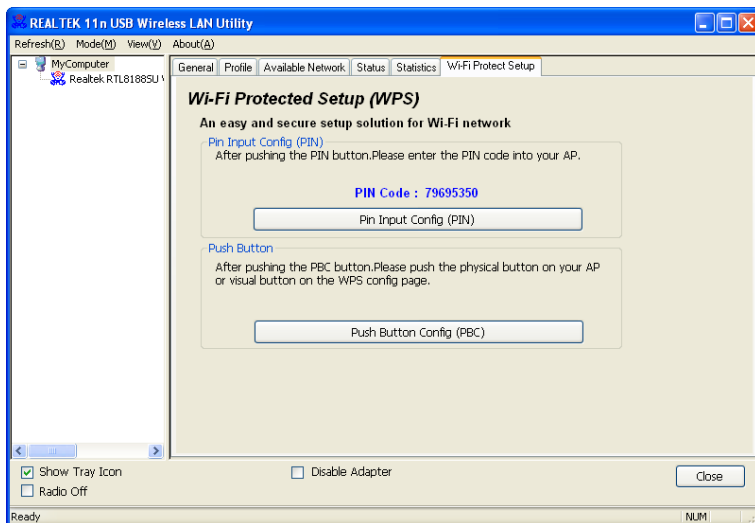 REALTEK 11n USB Wireless LAN Utility
Refresh(R) Mode(M) View(V) About(A)
MyComputer
Realtek RTL8188SU
General Profile Available Network Status Statistics Wi-Fi Protect Setup
Wi-Fi Protected Setup (WPS)
An easy and secure setup solution for Wi-Fi network
Pin Input Config (PIN)
After pushing the PIN button.Please enter the PIN code into your AP.
PIN Code : 79695350
Pin Input Config (PIN)
Push Button
After pushing the PBC button.Please push the physical button on your AP
or visual button on the WPS config page.
Push Button Config (PBC)
Show Tray Icon
Disable Adapter
Close
Radio Off
Ready
NUM